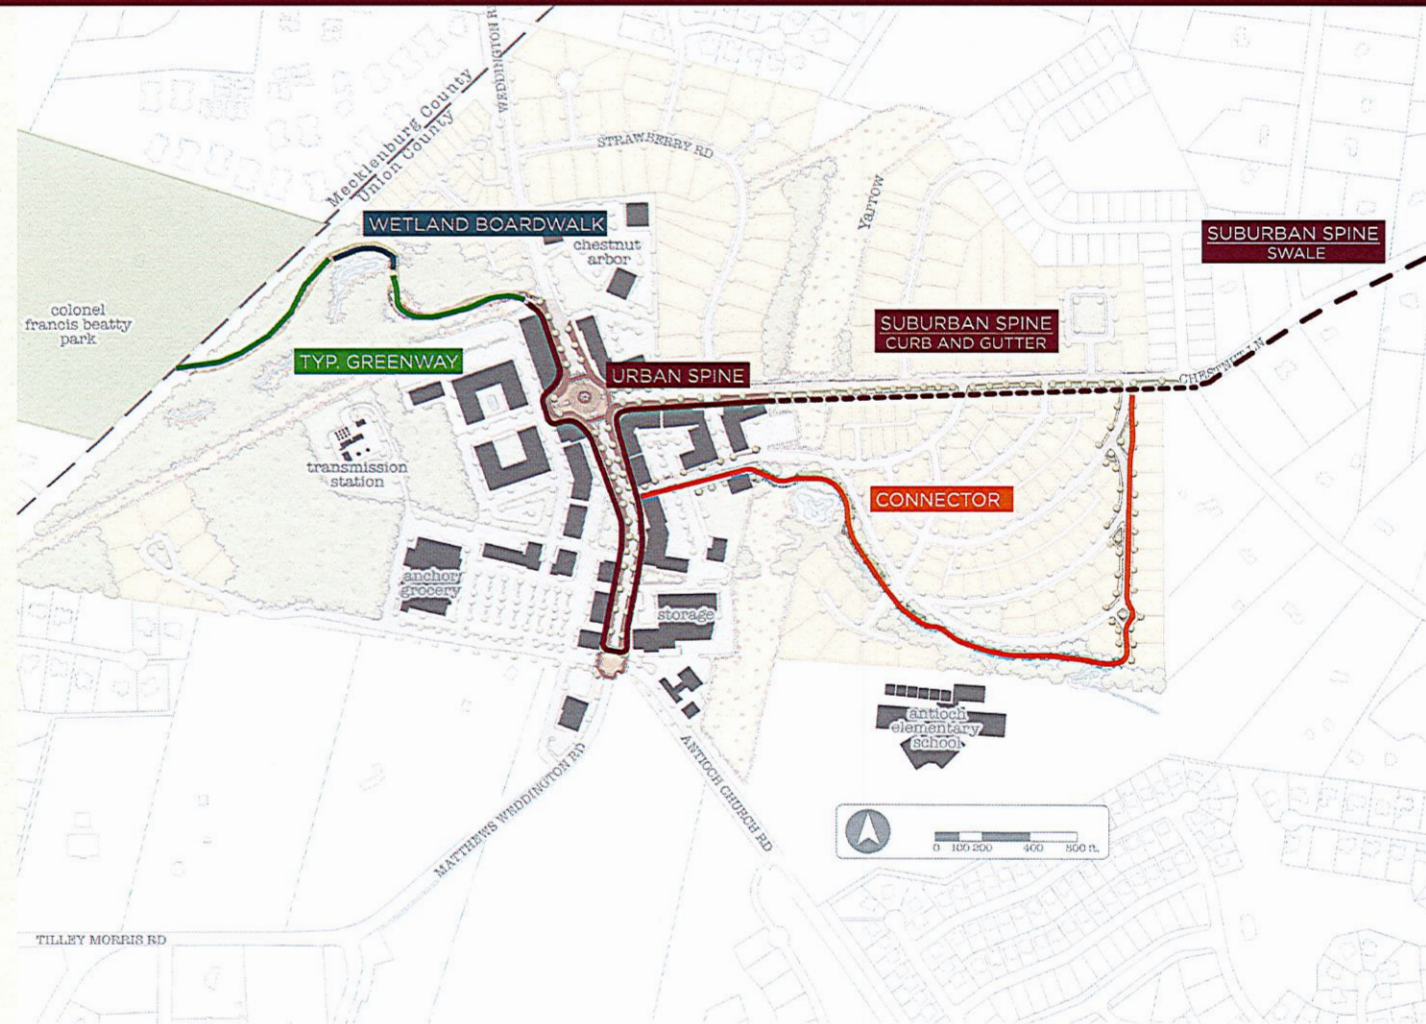 WEDDINGTON R
Mecklenburg County
Union County
STRAWBERRY RD
Yarrow
WETLAND BOARDWALK
chestnut
arbor
SUBURBAN SPINE
SWALE
colonel
francis beatty
park
SUBURBAN SPINE
CURB AND GUTTER
TYP. GREENWAY
URBAN SPINE
CHESTNUT LN
transmission
station
CONNECTOR
anchor
grocery
storage
antioch
elementary
school
MATTHEWS WEDDINGTON RD
ANTIOCH CHURCH RD
0 100 200 400 800 ft.
TILLEY MORRIS RD